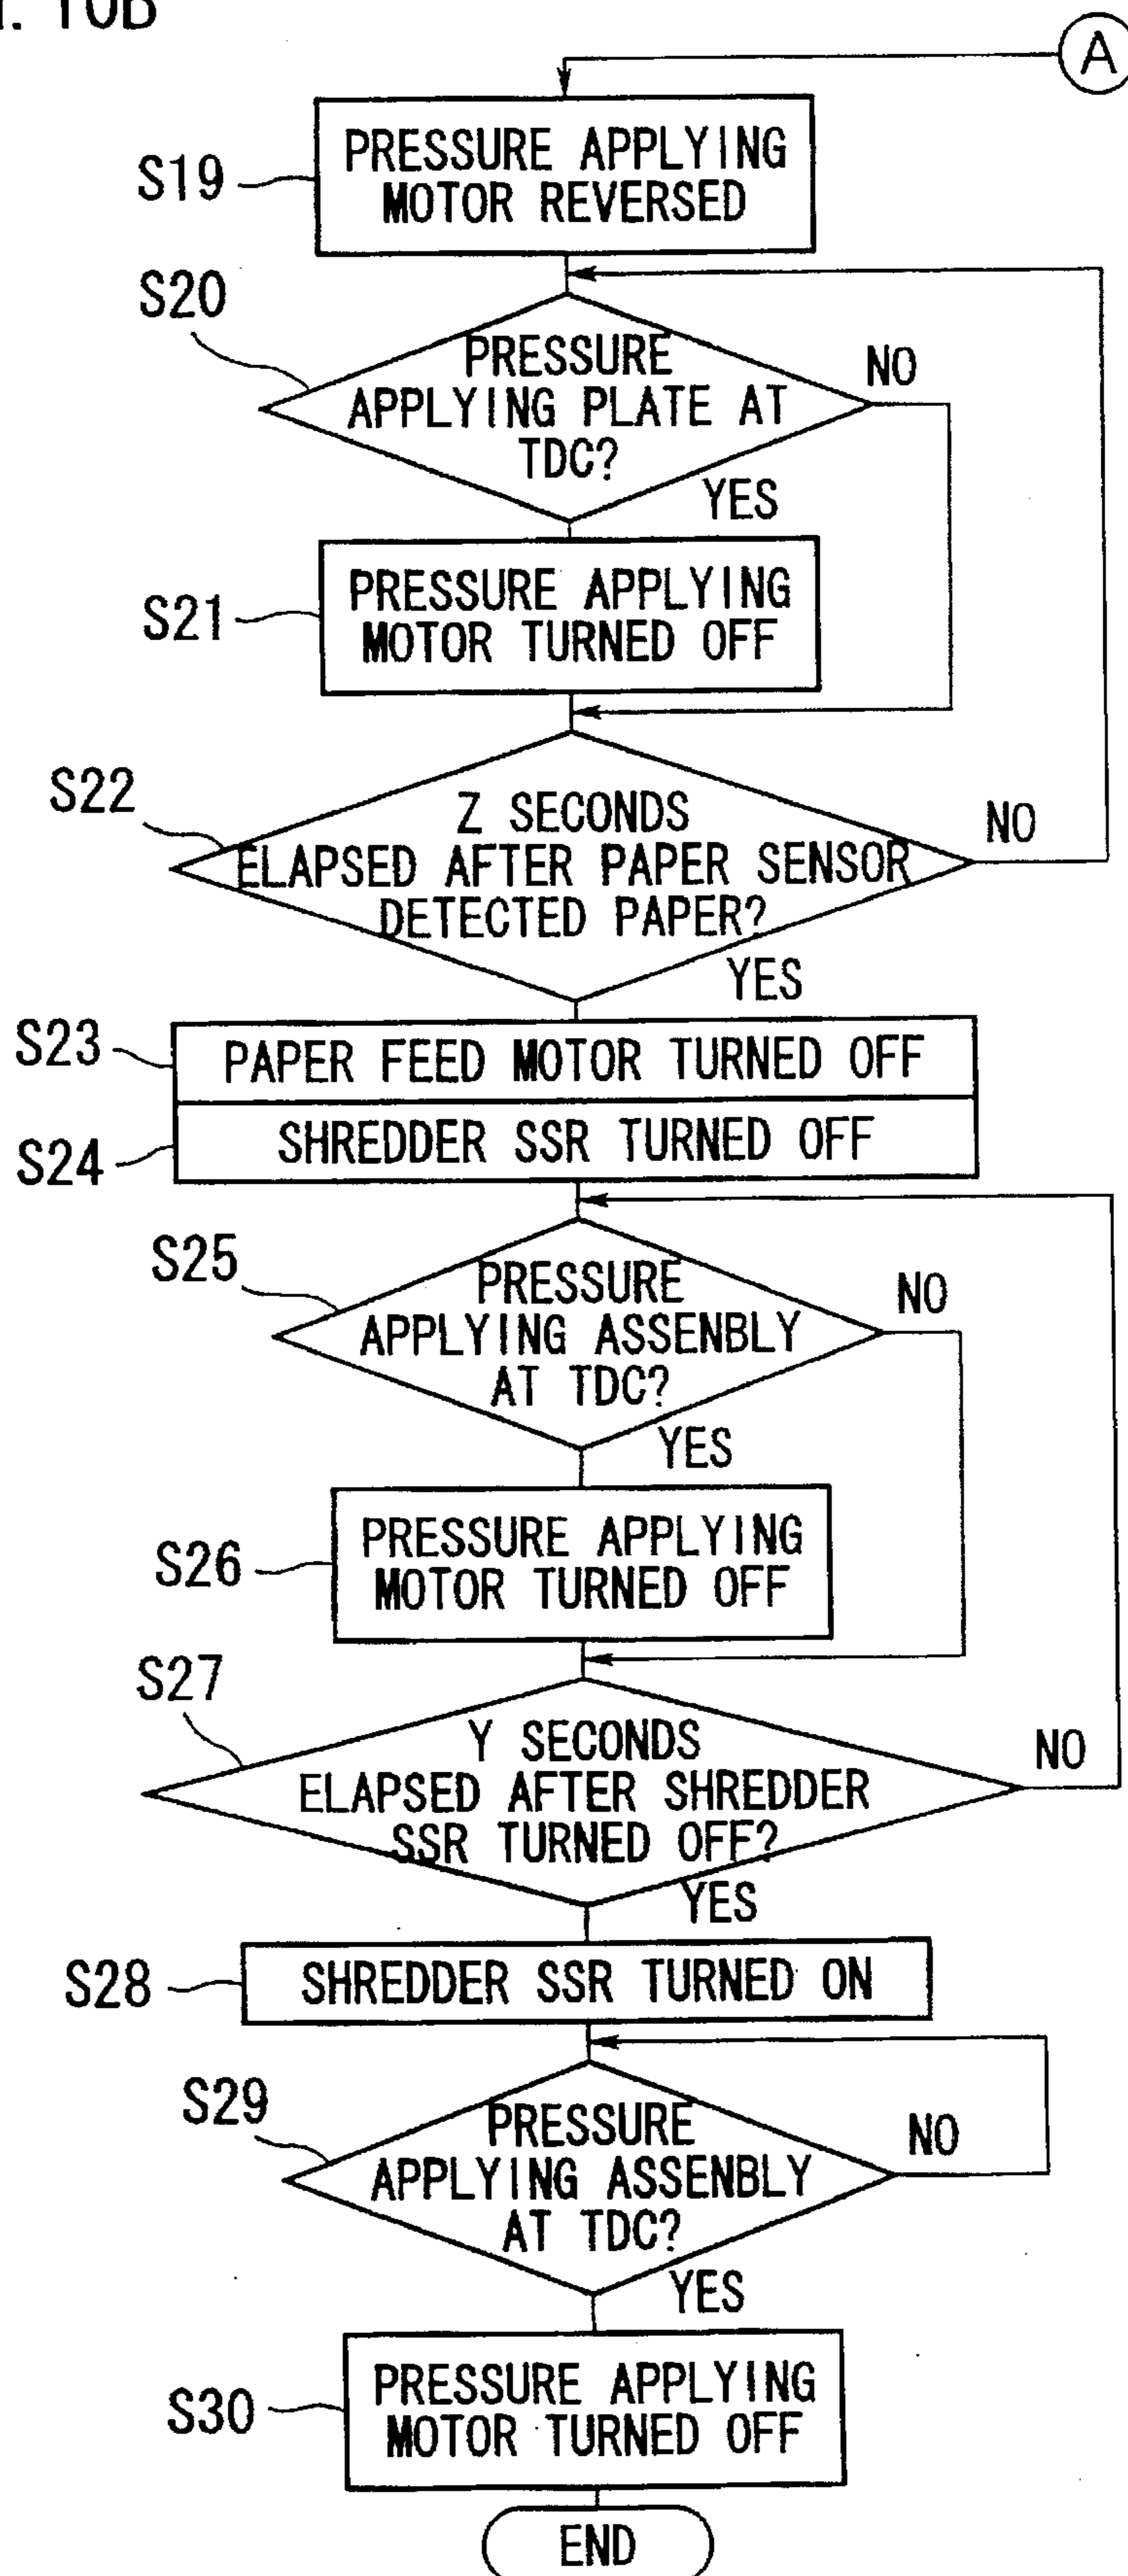 10B
A
PRESSURE APPLYING
MOTOR REVERSED
S19
S20
PRESSURE
APPLYING PLATE AT
TDC?
NO
YES
PRESSURE APPLYING
MOTOR TURNED OFF
S21
S22
Z SECONDS
ELAPSED AFTER PAPER SENSOR
DETECTED PAPER?
NO
YES
S23
PAPER FEED MOTOR TURNED OFF
S24
SHREDDER SSR TURNED OFF
S25
PRESSURE
APPLYING ASSENBLY
AT TDC?
NO
YES
PRESSURE APPLYING
MOTOR TURNED OFF
S26
S27
Y SECONDS
ELAPSED AFTER SHREDDER
SSR TURNED OFF?
NO
YES
S28
SHREDDER SSR TURNED ON
S29
PRESSURE
APPLYING ASSENBLY
AT TDC?
NO
YES
PRESSURE APPLYING
MOTOR TURNED OFF
S30
END